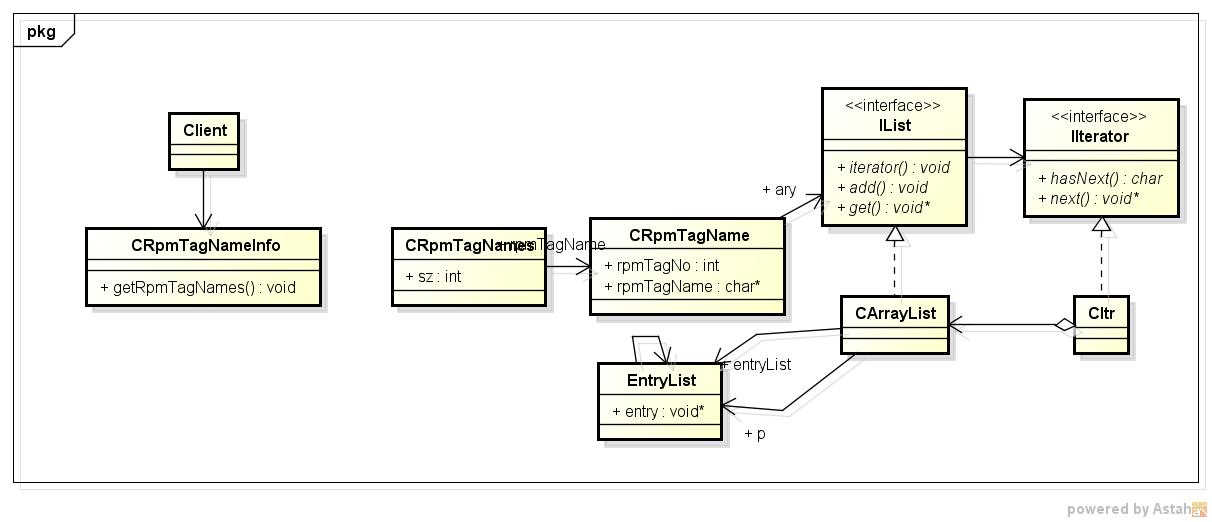 pkg
Client
CRpmTagNameInfo
+ getRpmTagNames() : void
CRpmTagNames
+ sz : int
+ rpmTagName
CRpmTagName
+ rpmTagNo : int
+ rpmTagName : char*
+ ary
<<interface>>
IList
+ iterator() : void
+ add() : void
+ get() : void*
<<interface>>
IIterator
+ hasNext() : char
+ next() : void*
CArrayList
CItr
EntryList
+ entry : void*
+ entryList
+ p
powered by Astah